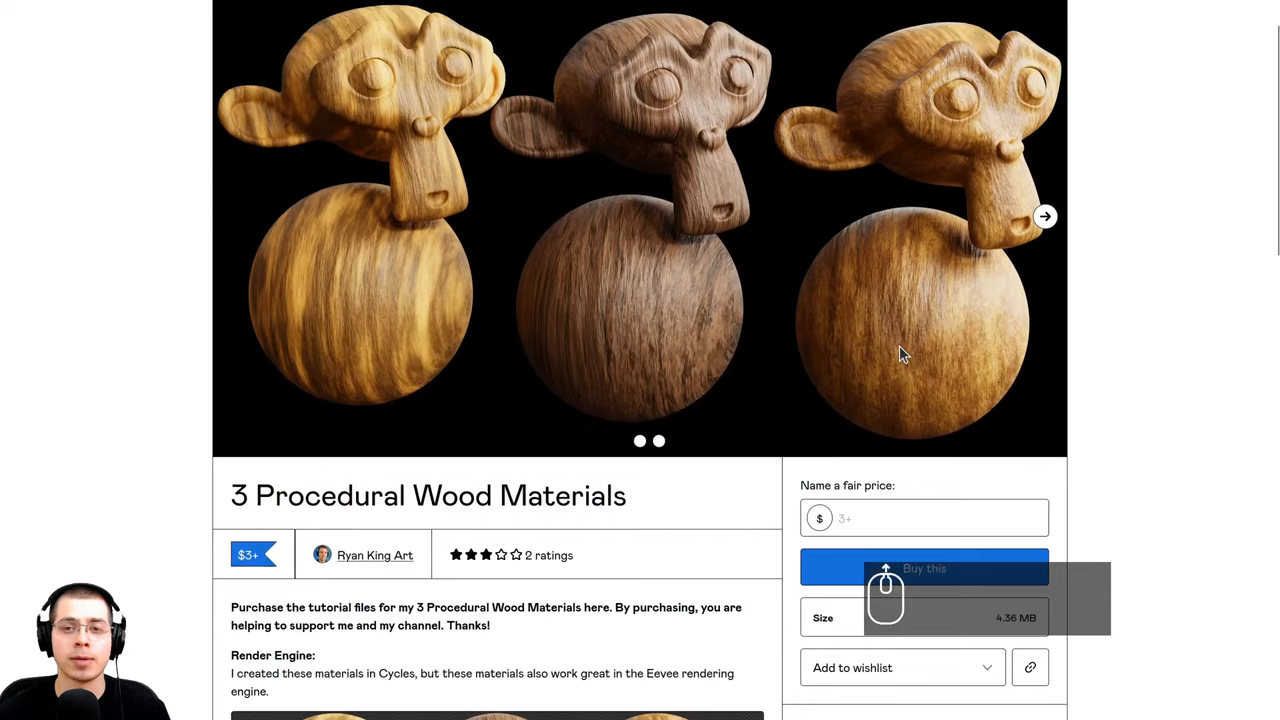 3 Procedural Wood Materials
$3+
Ryan King Art
2 ratings
Purchase the tutorial files for my 3 Procedural Wood Materials here. By purchasing, you are
helping to support me and my channel. Thanks!
Render Engine:
I created these materials in Cycles, but these materials also work great in the Eevee rendering
engine.
Name a fair price:
$ 3+
Buy this
Size 4.36 MB
Add to wishlist